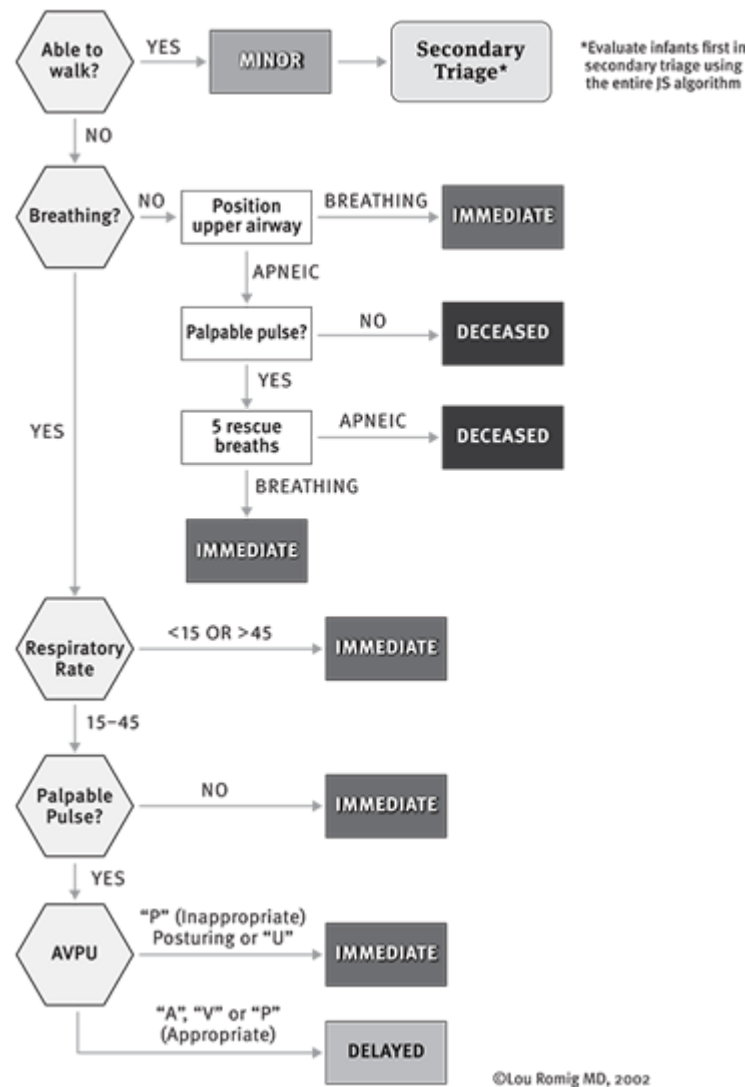 Able to
walk?
YES
MINOR
Secondary
Triage*
*Evaluate infants first in
secondary triage using
the entire JS algorithm
NO
Breathing?
NO
Position
upper airway
BREATHING
IMMEDIATE
APNEIC
Palpable pulse?
NO
DECEASED
YES
5 rescue
breaths
APNEIC
DECEASED
BREATHING
IMMEDIATE
YES
Respiratory
Rate
<15 OR >45
IMMEDIATE
15–45
Palpable
Pulse?
NO
IMMEDIATE
YES
AVPU
“P” (Inappropriate)
Posturing or “U”
IMMEDIATE
“A”, “V” or “P”
(Appropriate)
DELAYED
©Lou Romig MD, 2002